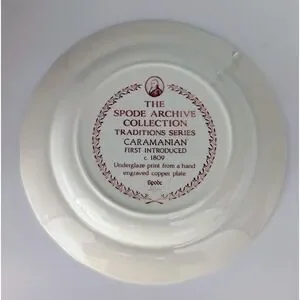 THE
SPODE ARCHIVE
COLLECTION
TRADITIONS SERIES
CARAMANIAN
FIRST INTRODUCED
c. 1809
Underglaze print from a hand
engraved copper plate
Spode